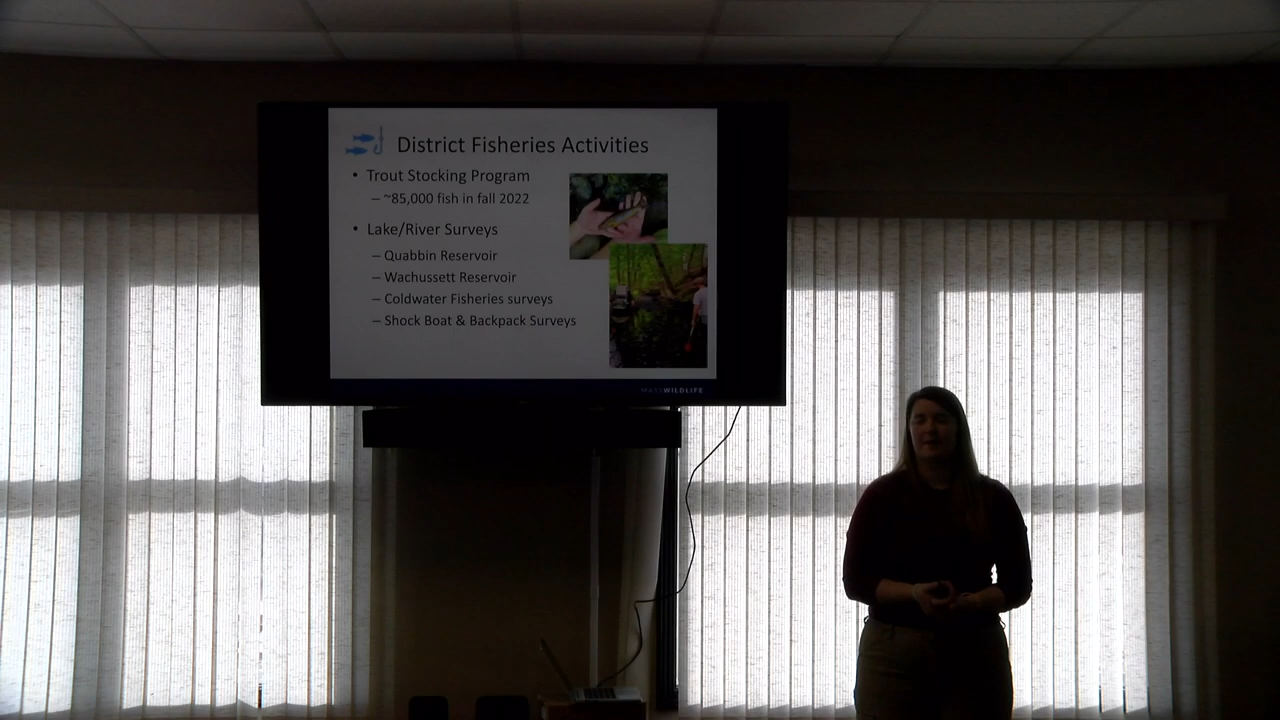 District Fisheries Activities
• Trout Stocking Program
– ~85,000 fish in fall 2022
• Lake/River Surveys
– Quabbin Reservoir
– Wachussett Reservoir
– Coldwater Fisheries surveys
– Shock Boat & Backpack Surveys
MASSWILDLIFE